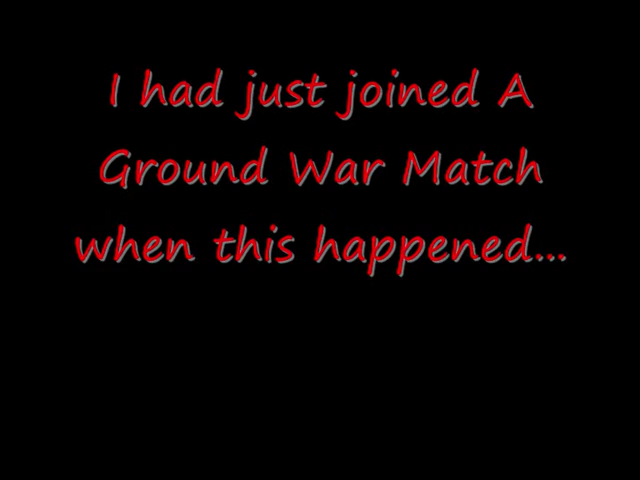 I had just joined A
Ground War Match
when this happened...